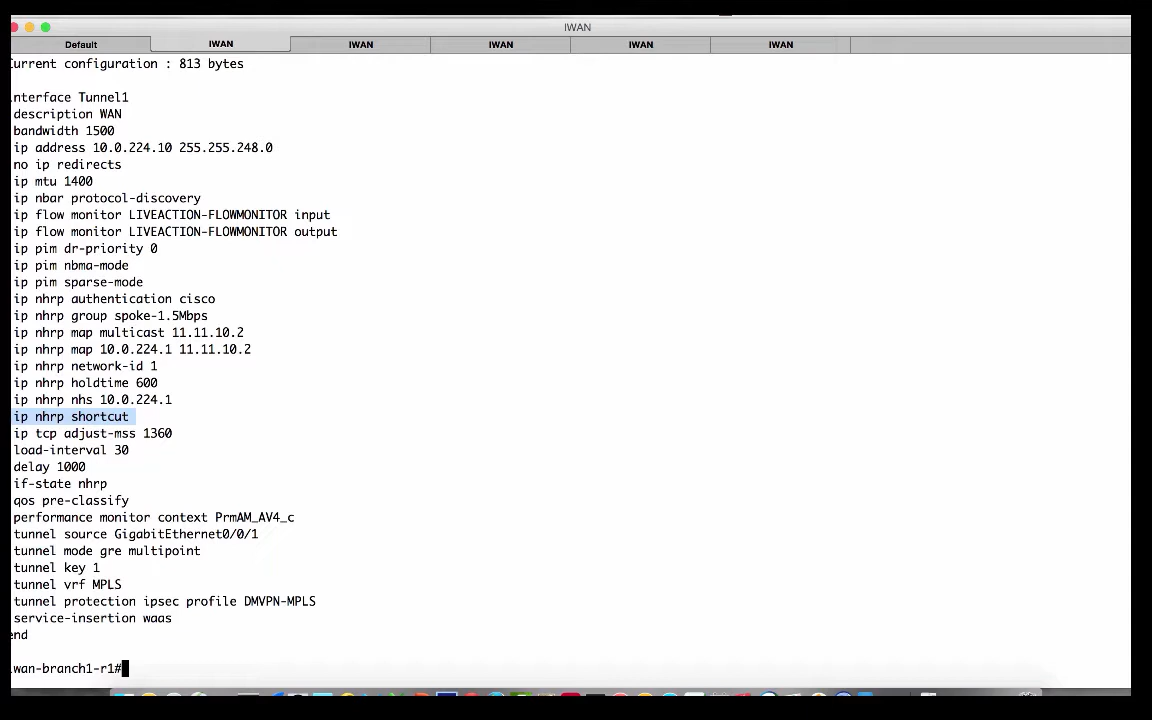 IWAN
Default IWAN IWAN IWAN IWAN IWAN
Current configuration : 813 bytes
nterface Tunnel1
description WAN
bandwidth 1500
ip address 10.0.224.10 255.255.248.0
no ip redirects
ip mtu 1400
ip nbar protocol-discovery
ip flow monitor LIVEACTION-FLOWMONITOR input
ip flow monitor LIVEACTION-FLOWMONITOR output
ip pim dr-priority 0
ip pim nbma-mode
ip pim sparse-mode
ip nhrp authentication cisco
ip nhrp group spoke-1.5Mbps
ip nhrp map multicast 11.11.10.2
ip nhrp map 10.0.224.1 11.11.10.2
ip nhrp network-id 1
ip nhrp holdtime 600
ip nhrp nhs 10.0.224.1
ip nhrp shortcut
ip tcp adjust-mss 1360
load-interval 30
delay 1000
if-state nhrp
qos pre-classify
performance monitor context PrmAM_AV4_c
tunnel source GigabitEthernet0/0/1
tunnel mode gre multipoint
tunnel key 1
tunnel vrf MPLS
tunnel protection ipsec profile DMVPN-MPLS
service-insertion waas
end
iwan-branch1-r1#